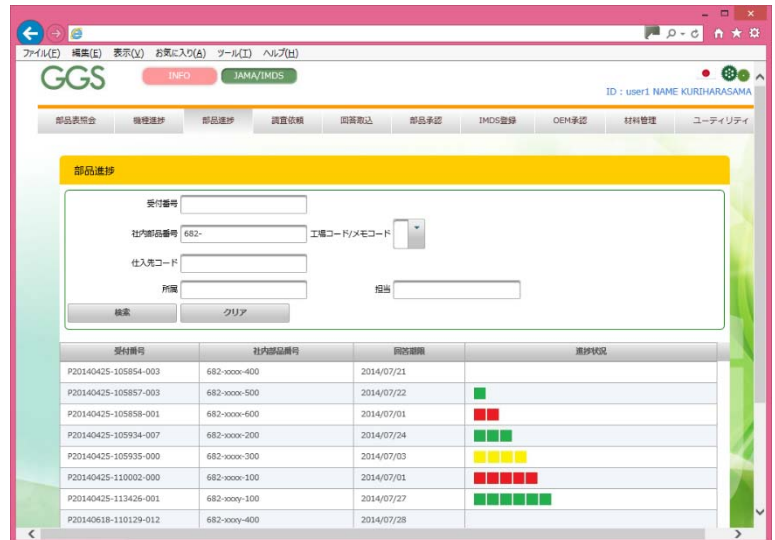 ファイル(F) 編集(E) 表示(V) お気に入り(A) ツール(T) ヘルプ(H)
GGS INFO JAMA/IMDS
ID : user1 NAME KURIHARASAMA
部品表照会 機種進捗 部品進捗 調査依頼 回答取込 部品承認 IMDS登録 OEM承認 材料管理 ユーティリティ
部品進捗
受付番号
社内部品番号 682- 工場コード/メモコード
仕入先コード
所属 担当
検索 クリア
受付番号 社内部品番号 回答期限 進捗状況
P20140425-105854-003 682-xxxx-400 2014/07/21
P20140425-105857-003 682-xxxx-500 2014/07/22
P20140425-105858-001 682-xxxx-600 2014/07/01
P20140425-105934-007 682-xxxx-200 2014/07/24
P20140425-105935-000 682-xxxx-300 2014/07/03
P20140425-110002-000 682-xxxx-100 2014/07/01
P20140425-113426-001 682-xxxy-100 2014/07/27
P20140618-110129-012 682-xxxy-400 2014/07/28